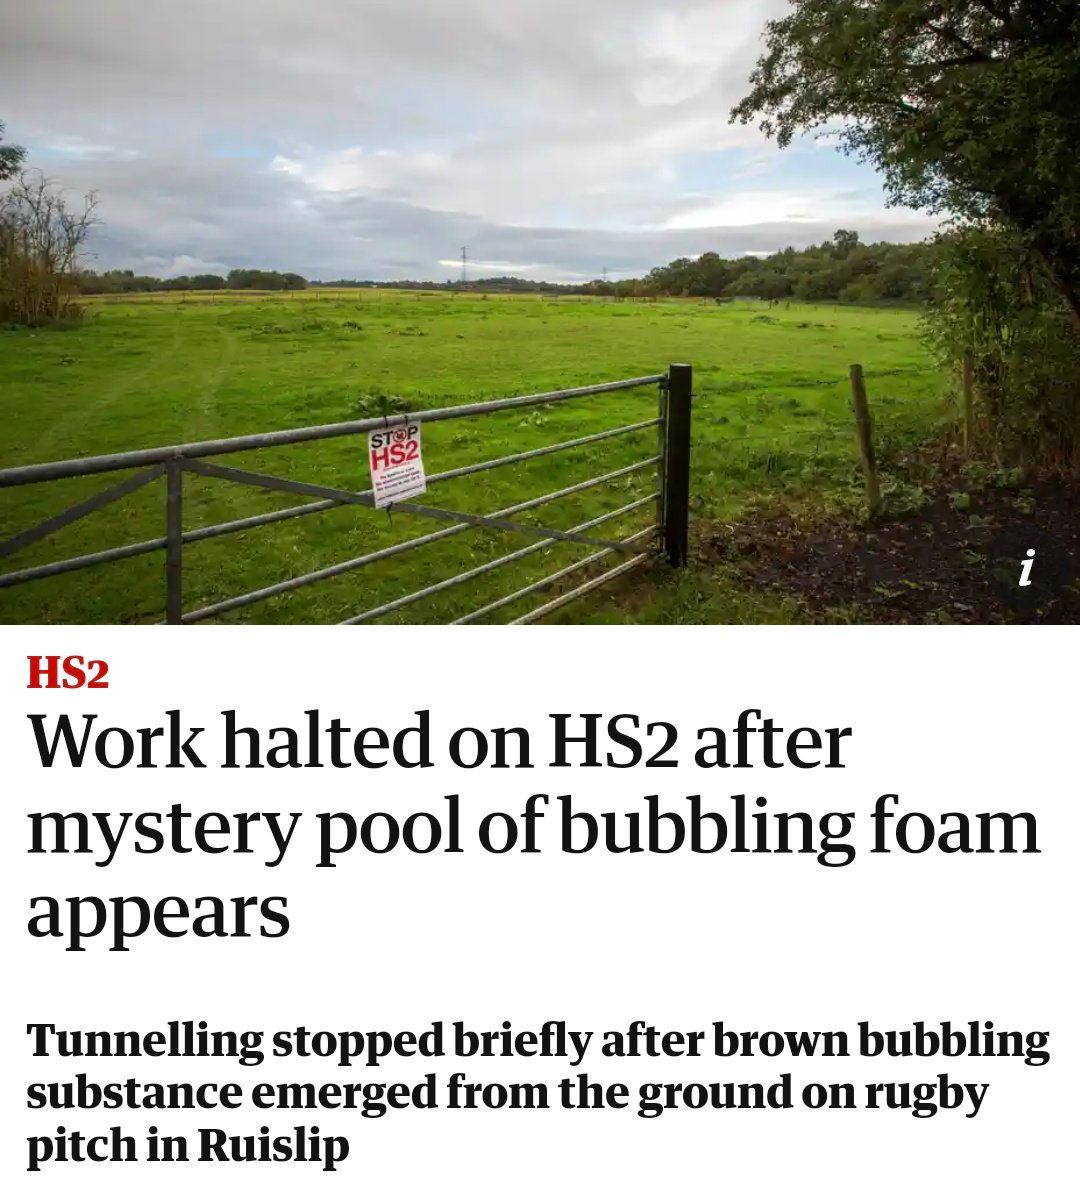 STOP
HS2
i
HS2
Work halted on HS2 after
mystery pool of bubbling foam
appears
Tunnelling stopped briefly after brown bubbling
substance emerged from the ground on rugby
pitch in Ruislip